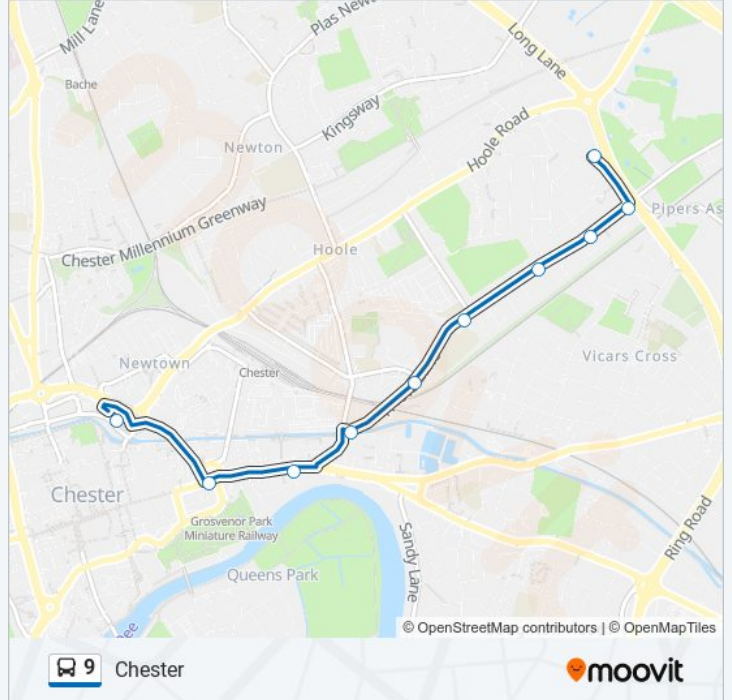 Plas New
Mill Lane
Long Lane
Bache
Kingsway
Hoole Road
Newton
Pipers As
Chester Millennium Greenway
Hoole
Vicars Cross
Newtown
Chester
Chester
Grosvenor Park
Miniature Railway
Ring Road
Sandy Lane
Queens Park
Dee
© OpenStreetMap contributors | © OpenMapTiles
9 Chester
moovit